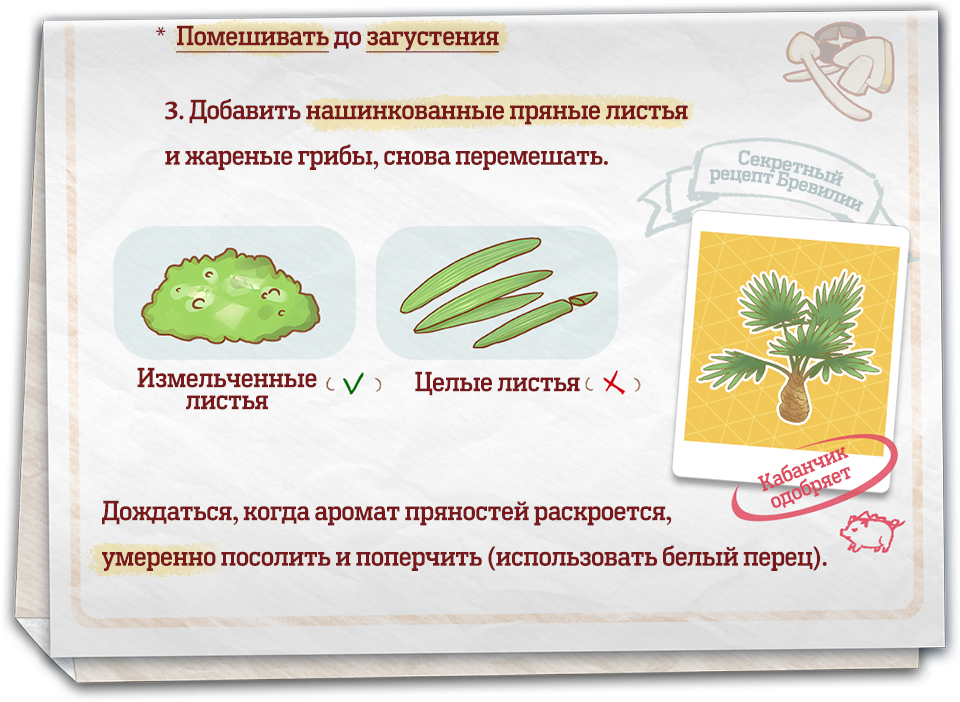 * Помешивать до загустения
3. Добавить нашинкованные пряные листья
и жареные грибы, снова перемешать.
Секретный
рецепт Бревилии
Измельченные
листья
Целые листья
Кабанчик
одобряет
Дождаться, когда аромат пряностей раскроется,
умеренно посолить и поперчить (использовать белый перец).